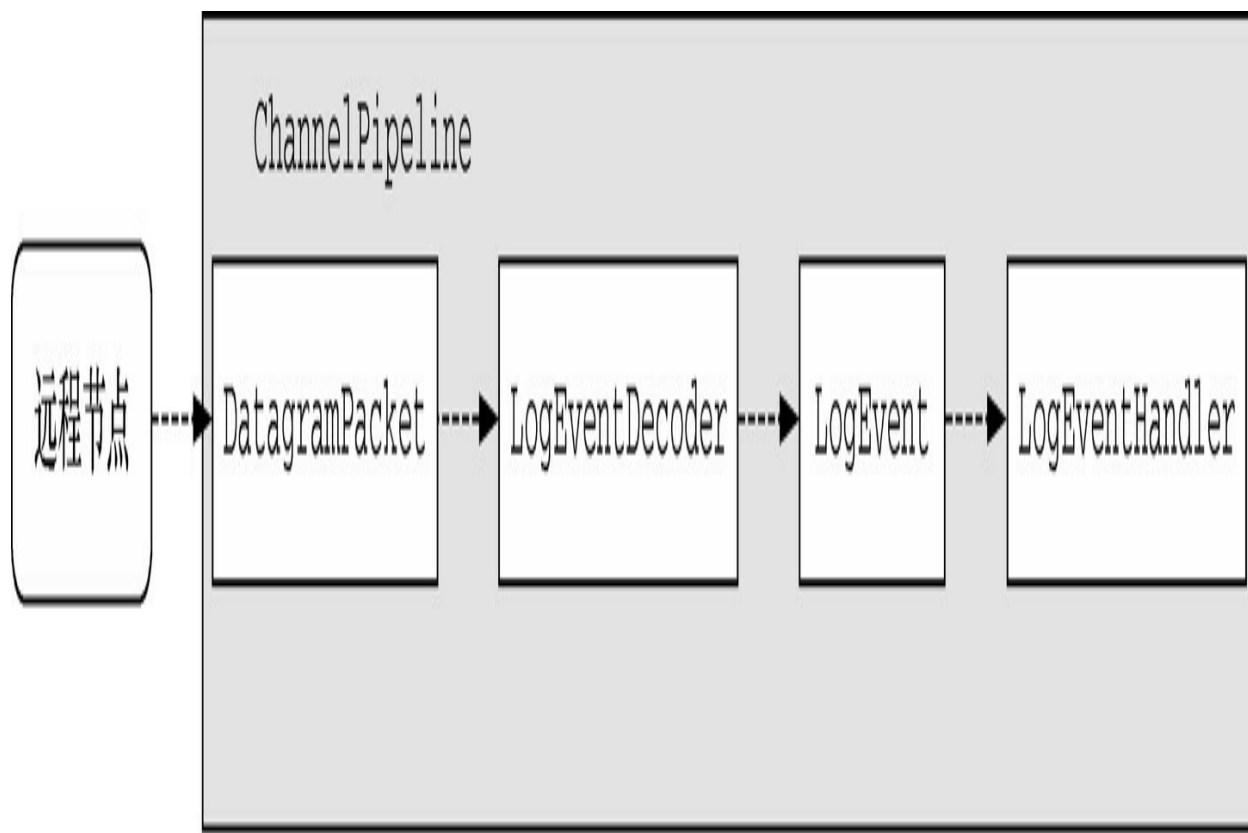 ChannelPipeline
远程节点
DatagramPacket
LogEventDecoder
LogEvent
LogEventHandler